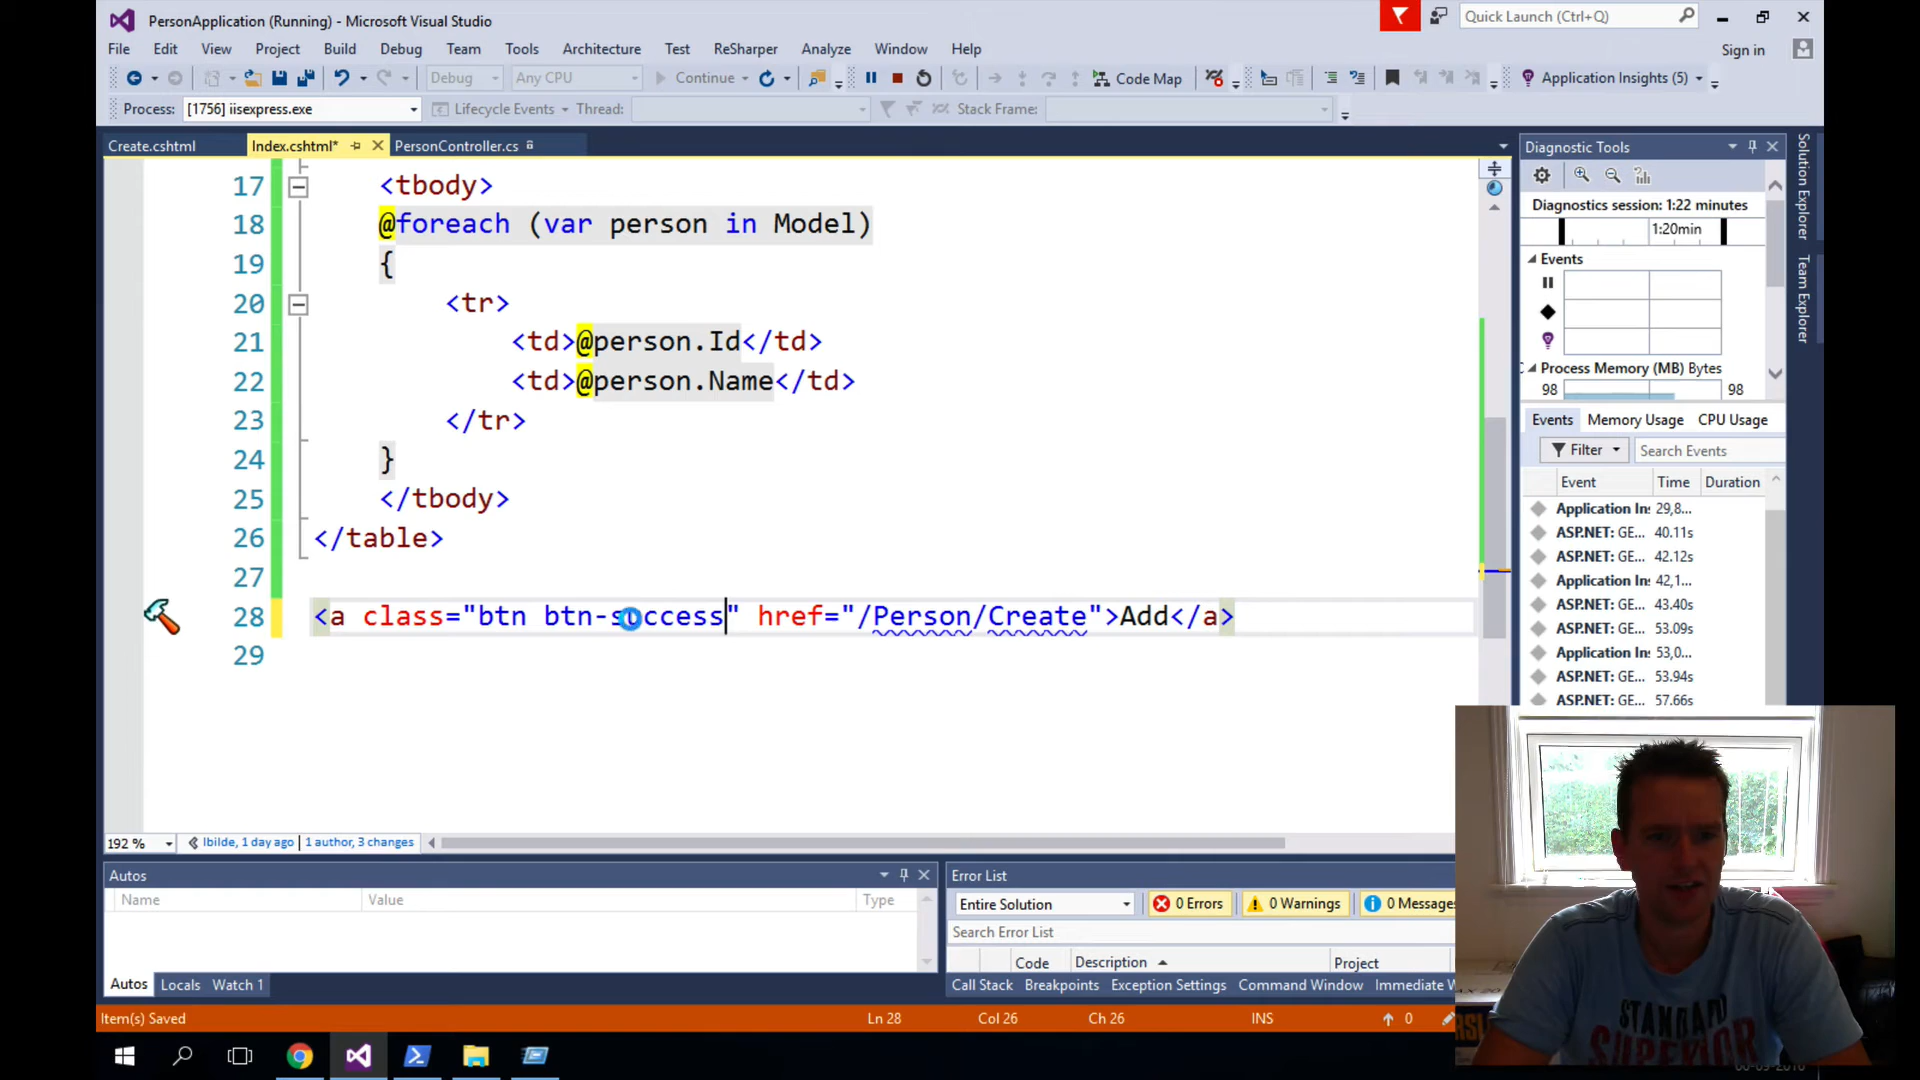 PersonApplication (Running) - Microsoft Visual Studio
Quick Launch (Ctrl+Q)
File Edit View Project Build Debug Team Tools Architecture Test ReSharper Analyze Window Help
Sign in
Debug Any CPU Continue Code Map Application Insights (5)
Process: [1756] iisexpress.exe Lifecycle Events Thread: Stack Frame:
Create.cshtml Index.cshtml* PersonController.cs
17 <tbody>
18 @foreach (var person in Model)
19 {
20 <tr>
21 <td>@person.Id</td>
22 <td>@person.Name</td>
23 </tr>
24 }
25 </tbody>
26 </table>
27
28 <a class="btn btn-success" href="/Person/Create">Add</a>
29
192 % lbilde, 1 day ago | 1 author, 3 changes
Diagnostic Tools
Diagnostics session: 1:22 minutes
1:20min
Events
Process Memory (MB) Bytes
98 98
Events Memory Usage CPU Usage
Filter Search Events
Event Time Duration
Application Ins 29,8...
ASP.NET: GE... 40.11s
ASP.NET: GE... 42.12s
Application Ins 42,1...
ASP.NET: GE... 43.40s
ASP.NET: GE... 53.09s
Application Ins 53,0...
ASP.NET: GE... 53.94s
ASP.NET: GE... 57.66s
Solution Explorer
Team Explorer
Autos
Name Value Type
Autos Locals Watch 1
Error List
Entire Solution 0 Errors 0 Warnings 0 Messages
Search Error List
Code Description Project
Call Stack Breakpoints Exception Settings Command Window Immediate W
Item(s) Saved Ln 28 Col 26 Ch 26 INS 0
STANDARD
SUPERIOR